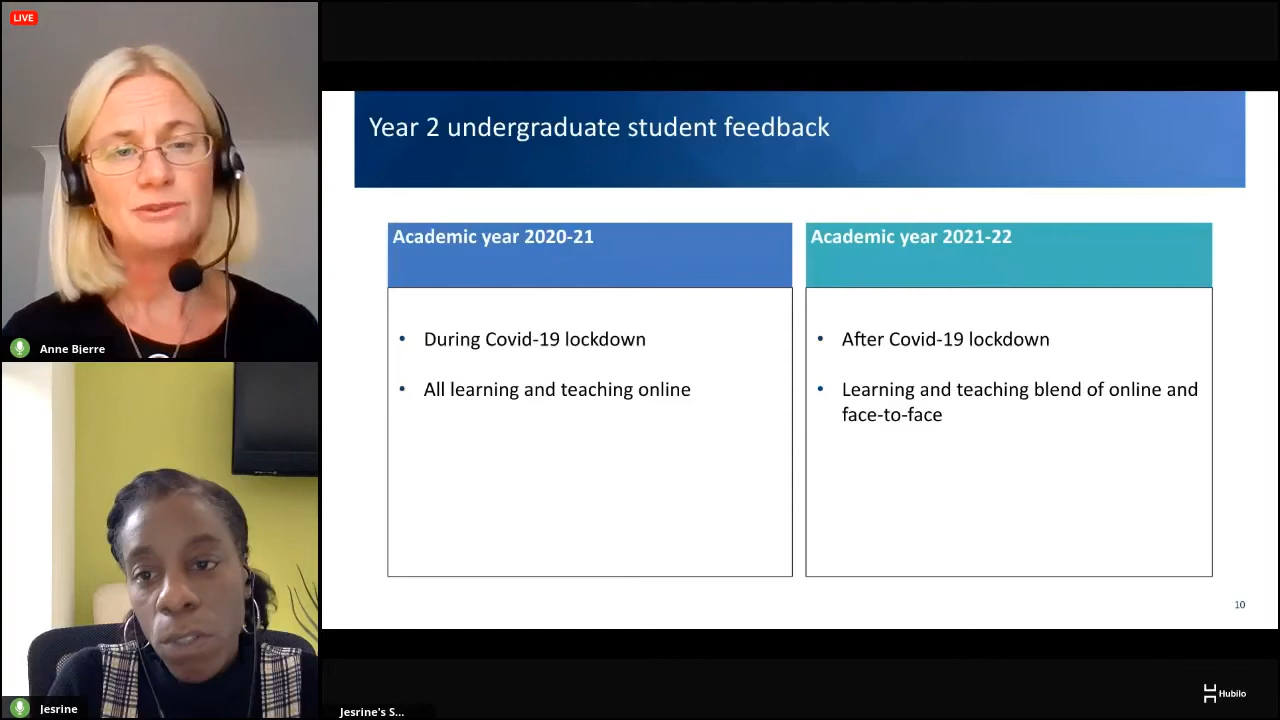 LIVE
Anne Bjerre
Jesrine
Year 2 undergraduate student feedback
Academic year 2020-21
• During Covid-19 lockdown
• All learning and teaching online
Academic year 2021-22
• After Covid-19 lockdown
• Learning and teaching blend of online and
face-to-face
10
Jesrine's S...
Hubilo